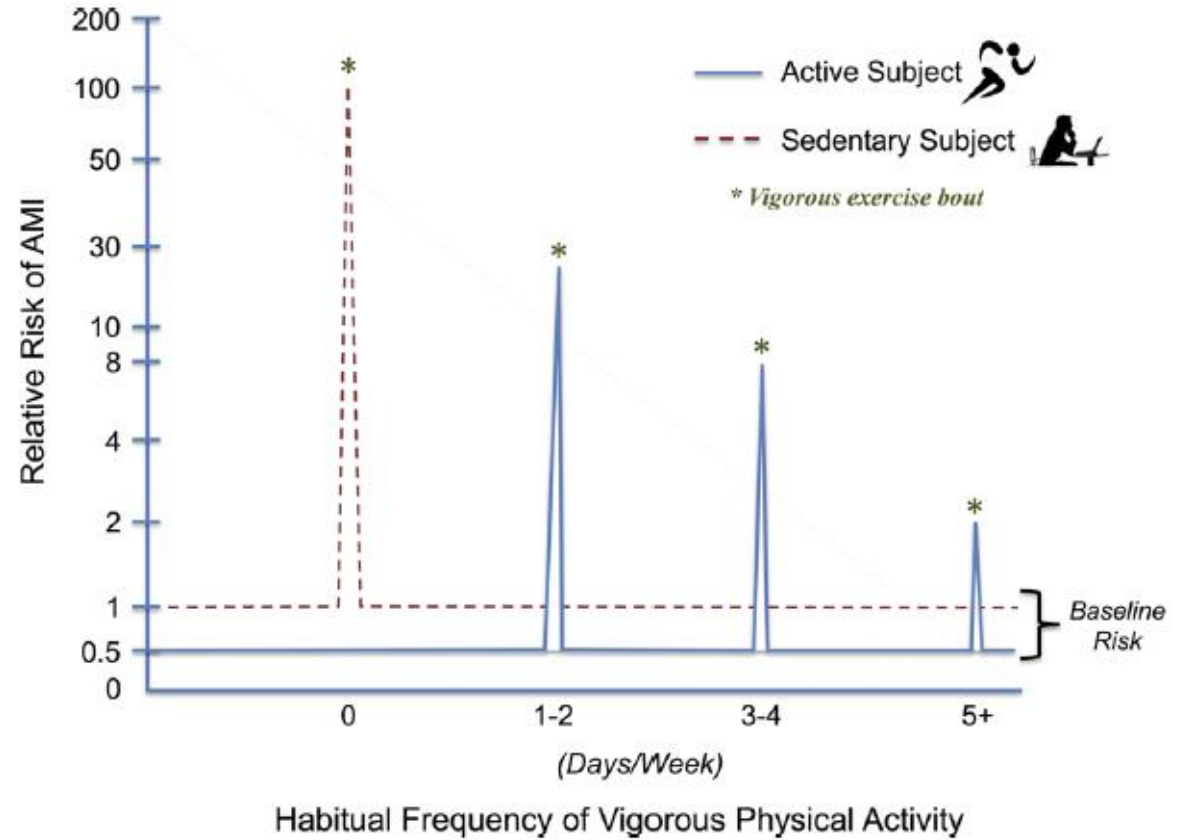 200
100
50
30
10
8
4
2
1
0.5
0
Relative Risk of AMI
*
*
*
*
Active Subject
Sedentary Subject
* Vigorous exercise bout
Baseline
Risk
0 1-2 3-4 5+
(Days/Week)
Habitual Frequency of Vigorous Physical Activity